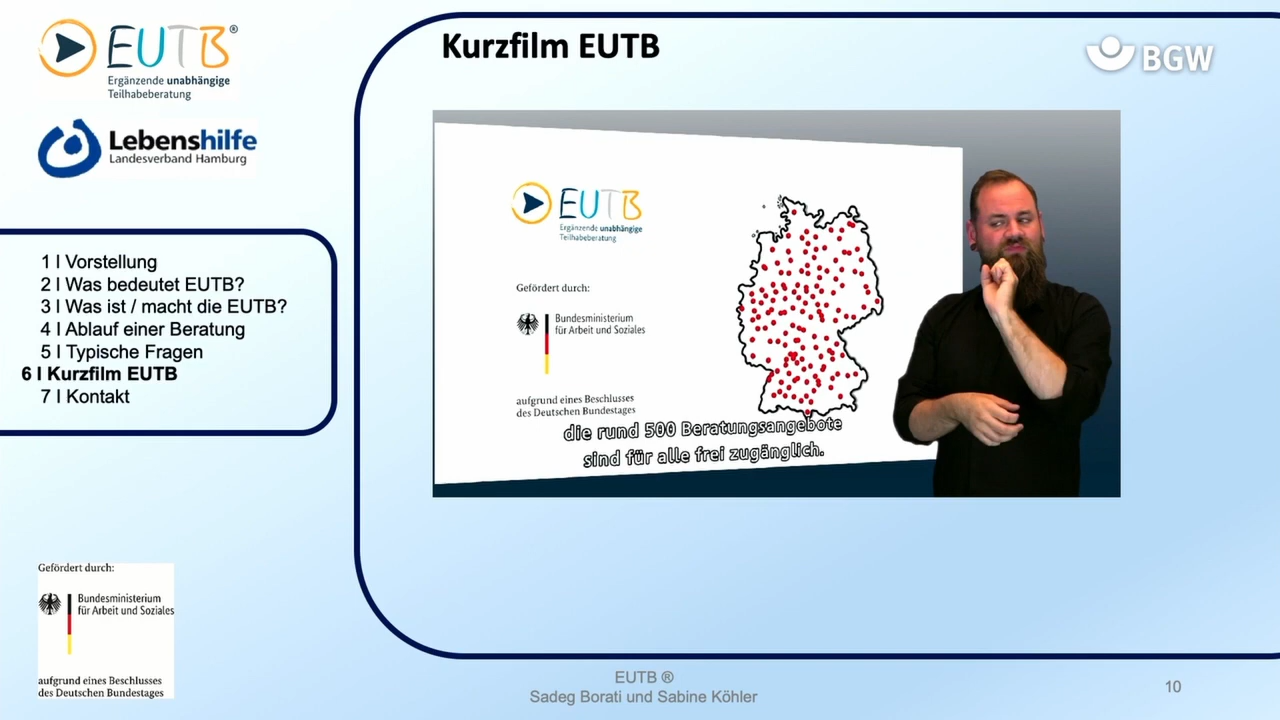 EUTB®
Ergänzende unabhängige
Teilhabeberatung
Lebenshilfe
Landesverband Hamburg
1 I Vorstellung
2 I Was bedeutet EUTB?
3 I Was ist / macht die EUTB?
4 I Ablauf einer Beratung
5 I Typische Fragen
6 I Kurzfilm EUTB
7 I Kontakt
Gefördert durch:
Bundesministerium
für Arbeit und Soziales
aufgrund eines Beschlusses
des Deutschen Bundestages
Kurzfilm EUTB
BGW
EUTB
Ergänzende unabhängige
Teilhabeberatung
Gefördert durch:
Bundesministerium
für Arbeit und Soziales
aufgrund eines Beschlusses
des Deutschen Bundestages
die rund 500 Beratungsangebote
sind für alle frei zugänglich.
EUTB ®
Sadeg Borati und Sabine Köhler
10